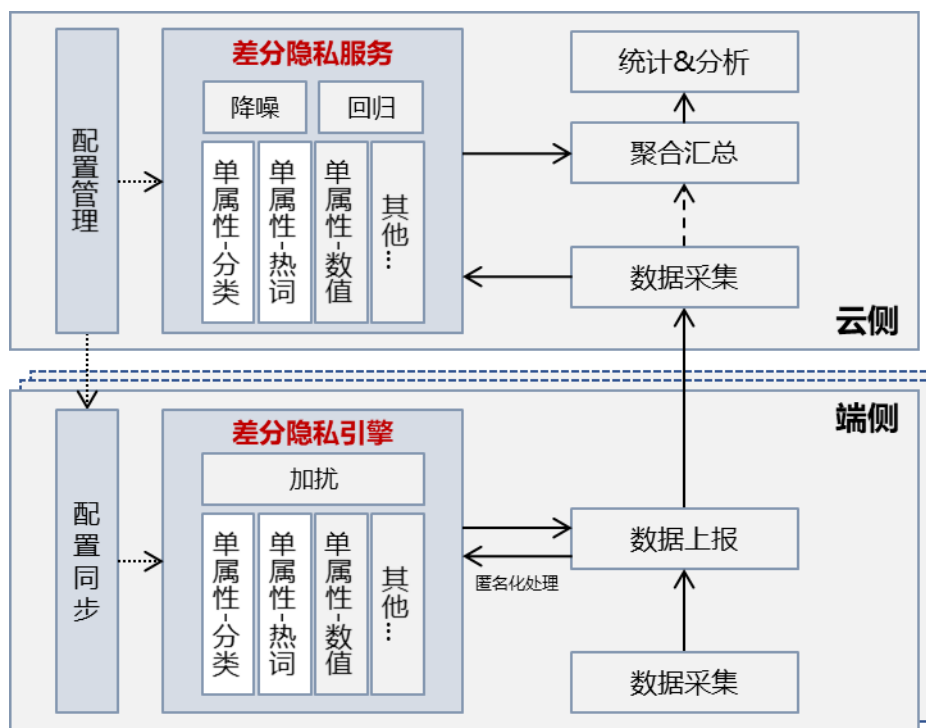 差分隐私服务
统计&分析
降噪
回归
配置管理
聚合汇总
单属性-分类
单属性-热词
单属性-数值
其他...
数据采集
云侧
端侧
差分隐私引擎
加扰
配置同步
数据上报
单属性-分类
单属性-热词
单属性-数值
其他...
匿名化处理
数据采集